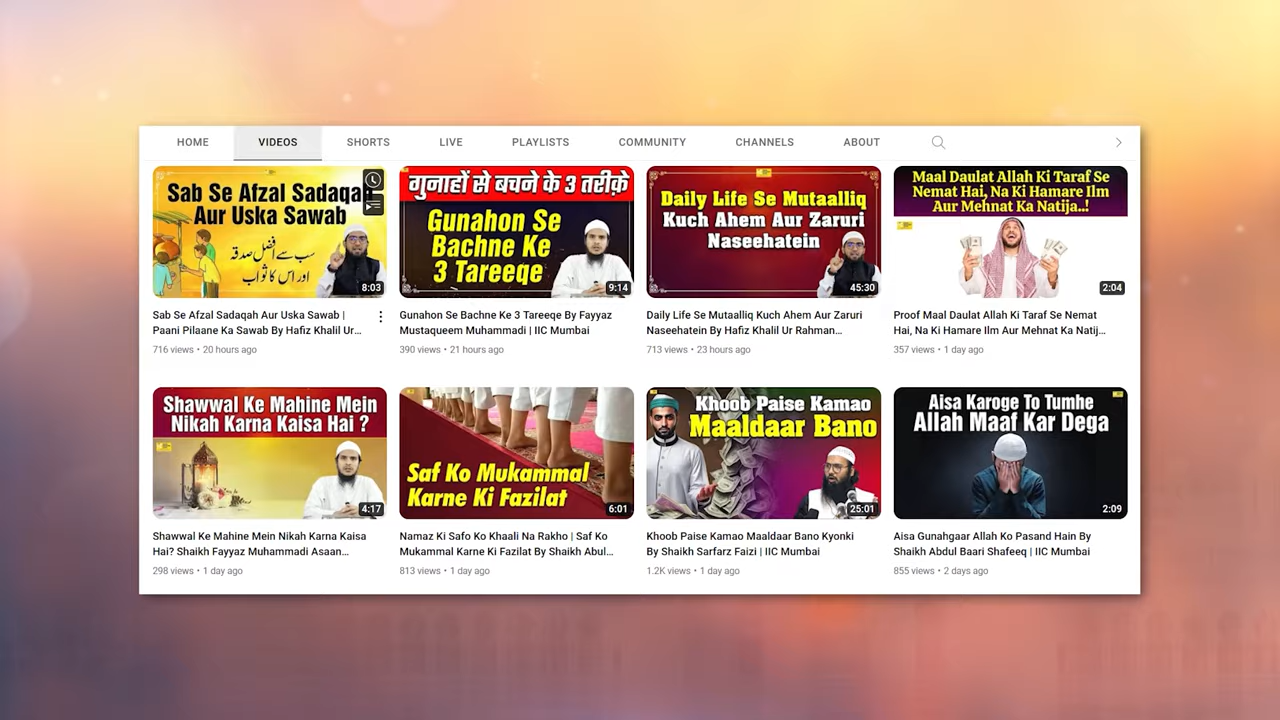 HOME VIDEOS SHORTS LIVE PLAYLISTS COMMUNITY CHANNELS ABOUT
Sab Se Afzal Sadaqah
Aur Uska Sawab
سب سے افضل صدقہ
اور اس کا ثواب
8:03
Sab Se Afzal Sadaqah Aur Uska Sawab |
Paani Pilaane Ka Sawab By Hafiz Khalil Ur...
716 views • 20 hours ago
गुनाहों से बचने के 3 तरीक़े
Gunahon Se
Bachne Ke
3 Tareeqe
9:14
Gunahon Se Bachne Ke 3 Tareeqe By Fayyaz
Mustaqueem Muhammadi | IIC Mumbai
390 views • 21 hours ago
Daily Life Se Mutaalliq
Kuch Ahem Aur Zaruri
Naseehatein
45:30
Daily Life Se Mutaalliq Kuch Ahem Aur Zaruri
Naseehatein By Hafiz Khalil Ur Rahman...
713 views • 23 hours ago
Maal Daulat Allah Ki Taraf Se
Nemat Hai, Na Ki Hamare Ilm
Aur Mehnat Ka Natija..!
2:04
Proof Maal Daulat Allah Ki Taraf Se Nemat
Hai, Na Ki Hamare Ilm Aur Mehnat Ka Natij...
357 views • 1 day ago
Shawwal Ke Mahine Mein
Nikah Karna Kaisa Hai ?
4:17
Shawwal Ke Mahine Mein Nikah Karna Kaisa
Hai? Shaikh Fayyaz Muhammadi Asaan...
298 views • 1 day ago
Saf Ko Mukammal
Karne Ki Fazilat
6:01
Namaz Ki Safo Ko Khaali Na Rakho | Saf Ko
Mukammal Karne Ki Fazilat By Shaikh Abul...
813 views • 1 day ago
Khoob Paise Kamao
Maaldaar Bano
25:01
Khoob Paise Kamao Maaldaar Bano Kyonki
By Shaikh Sarfarz Faizi | IIC Mumbai
1.2K views • 1 day ago
Aisa Karoge To Tumhe
Allah Maaf Kar Dega
2:09
Aisa Gunahgaar Allah Ko Pasand Hain By
Shaikh Abdul Baari Shafeeq | IIC Mumbai
855 views • 2 days ago